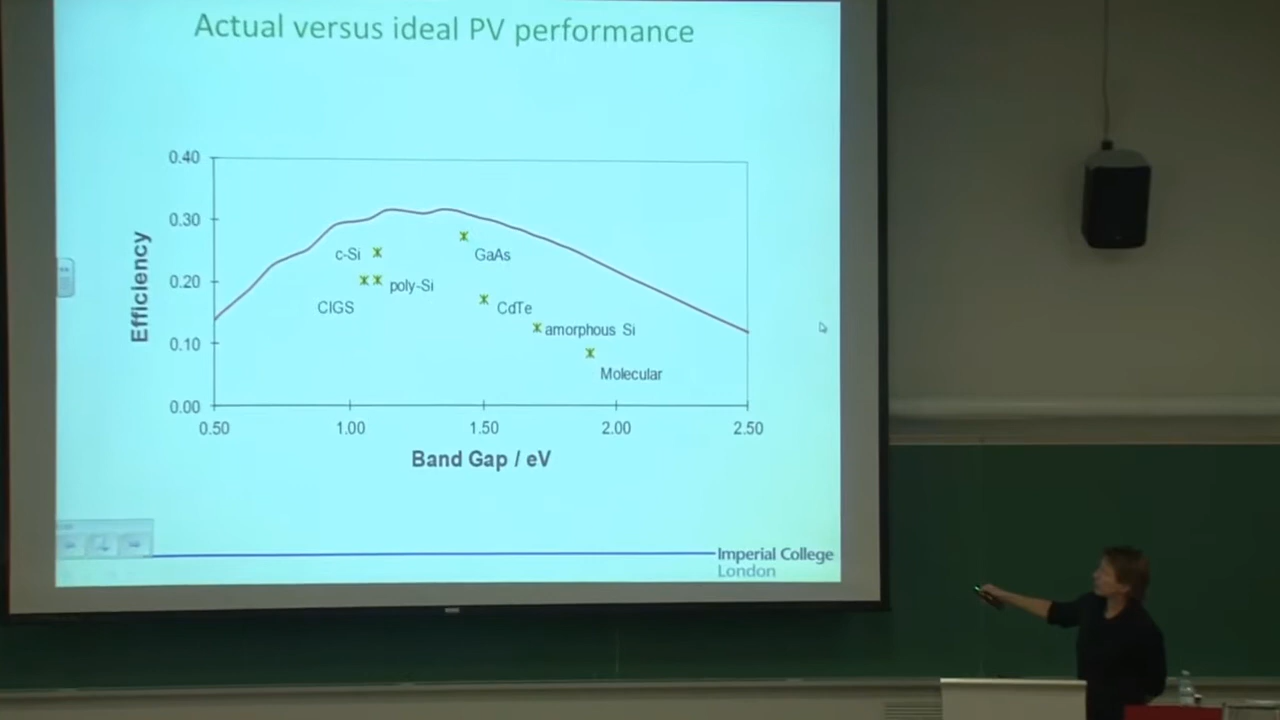 Actual versus ideal PV performance
0.40
0.30
0.20
0.10
0.00
Efficiency
c-Si
GaAs
poly-Si
CIGS
CdTe
amorphous Si
Molecular
0.50 1.00 1.50 2.00 2.50
Band Gap / eV
Imperial College
London